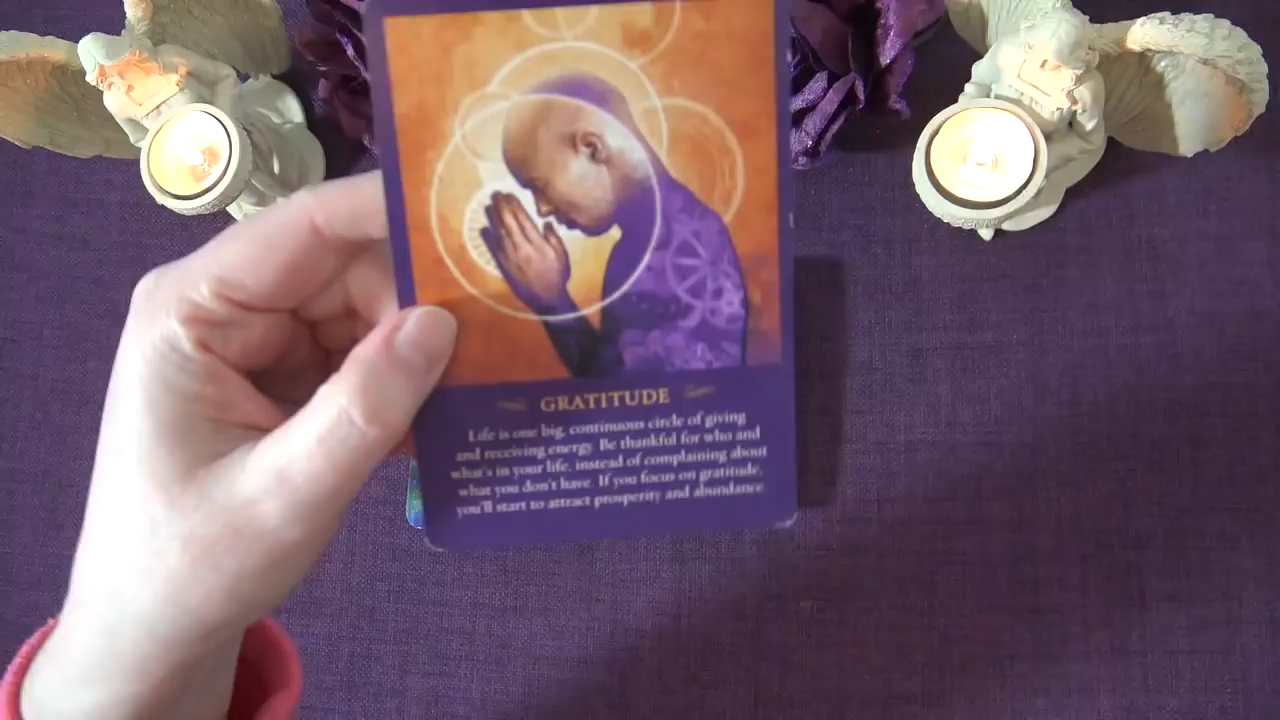 GRATITUDE
Life is one big, continuous circle of giving
and receiving energy. Be thankful for who and
what's in your life, instead of complaining about
what you don't have. If you focus on gratitude,
you'll start to attract prosperity and abundance.